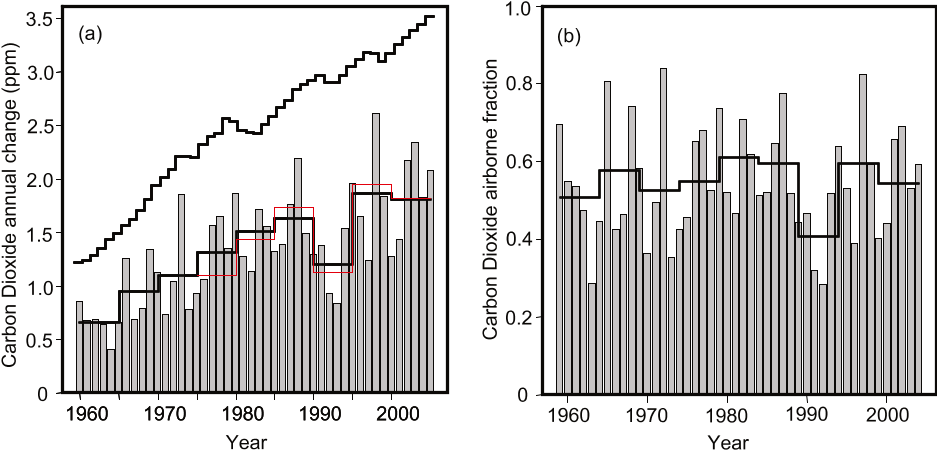 (a)
Carbon Dioxide annual change (ppm)
3.5
3.0
2.5
2.0
1.5
1.0
0.5
0
1960 1970 1980 1990 2000
Year
(b)
Carbon Dioxide airborne fraction
1.0
0.8
0.6
0.4
0.2
0
1960 1970 1980 1990 2000
Year